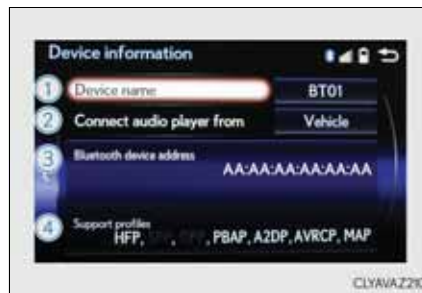 Device information
1 Device name BT01
2 Connect audio player from Vehicle
3 Bluetooth device address
AA:AA:AA:AA:AA:AA
4 Support profiles
HFP, , , PBAP, A2DP, AVRCP, MAP
CLYAVAZ210